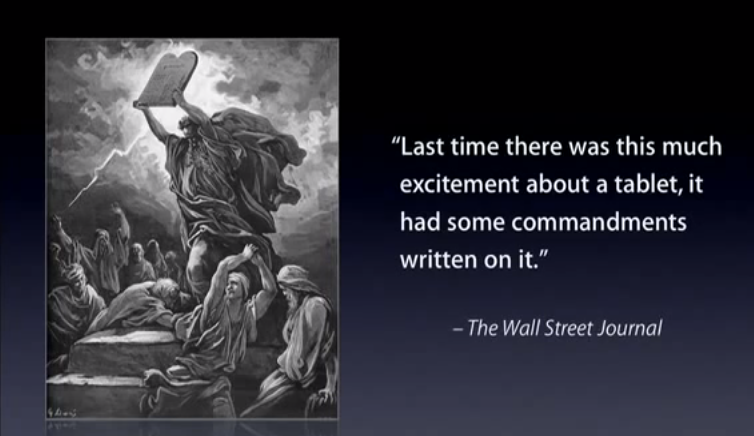 “Last time there was this much
excitement about a tablet, it
had some commandments
written on it.”
– The Wall Street Journal